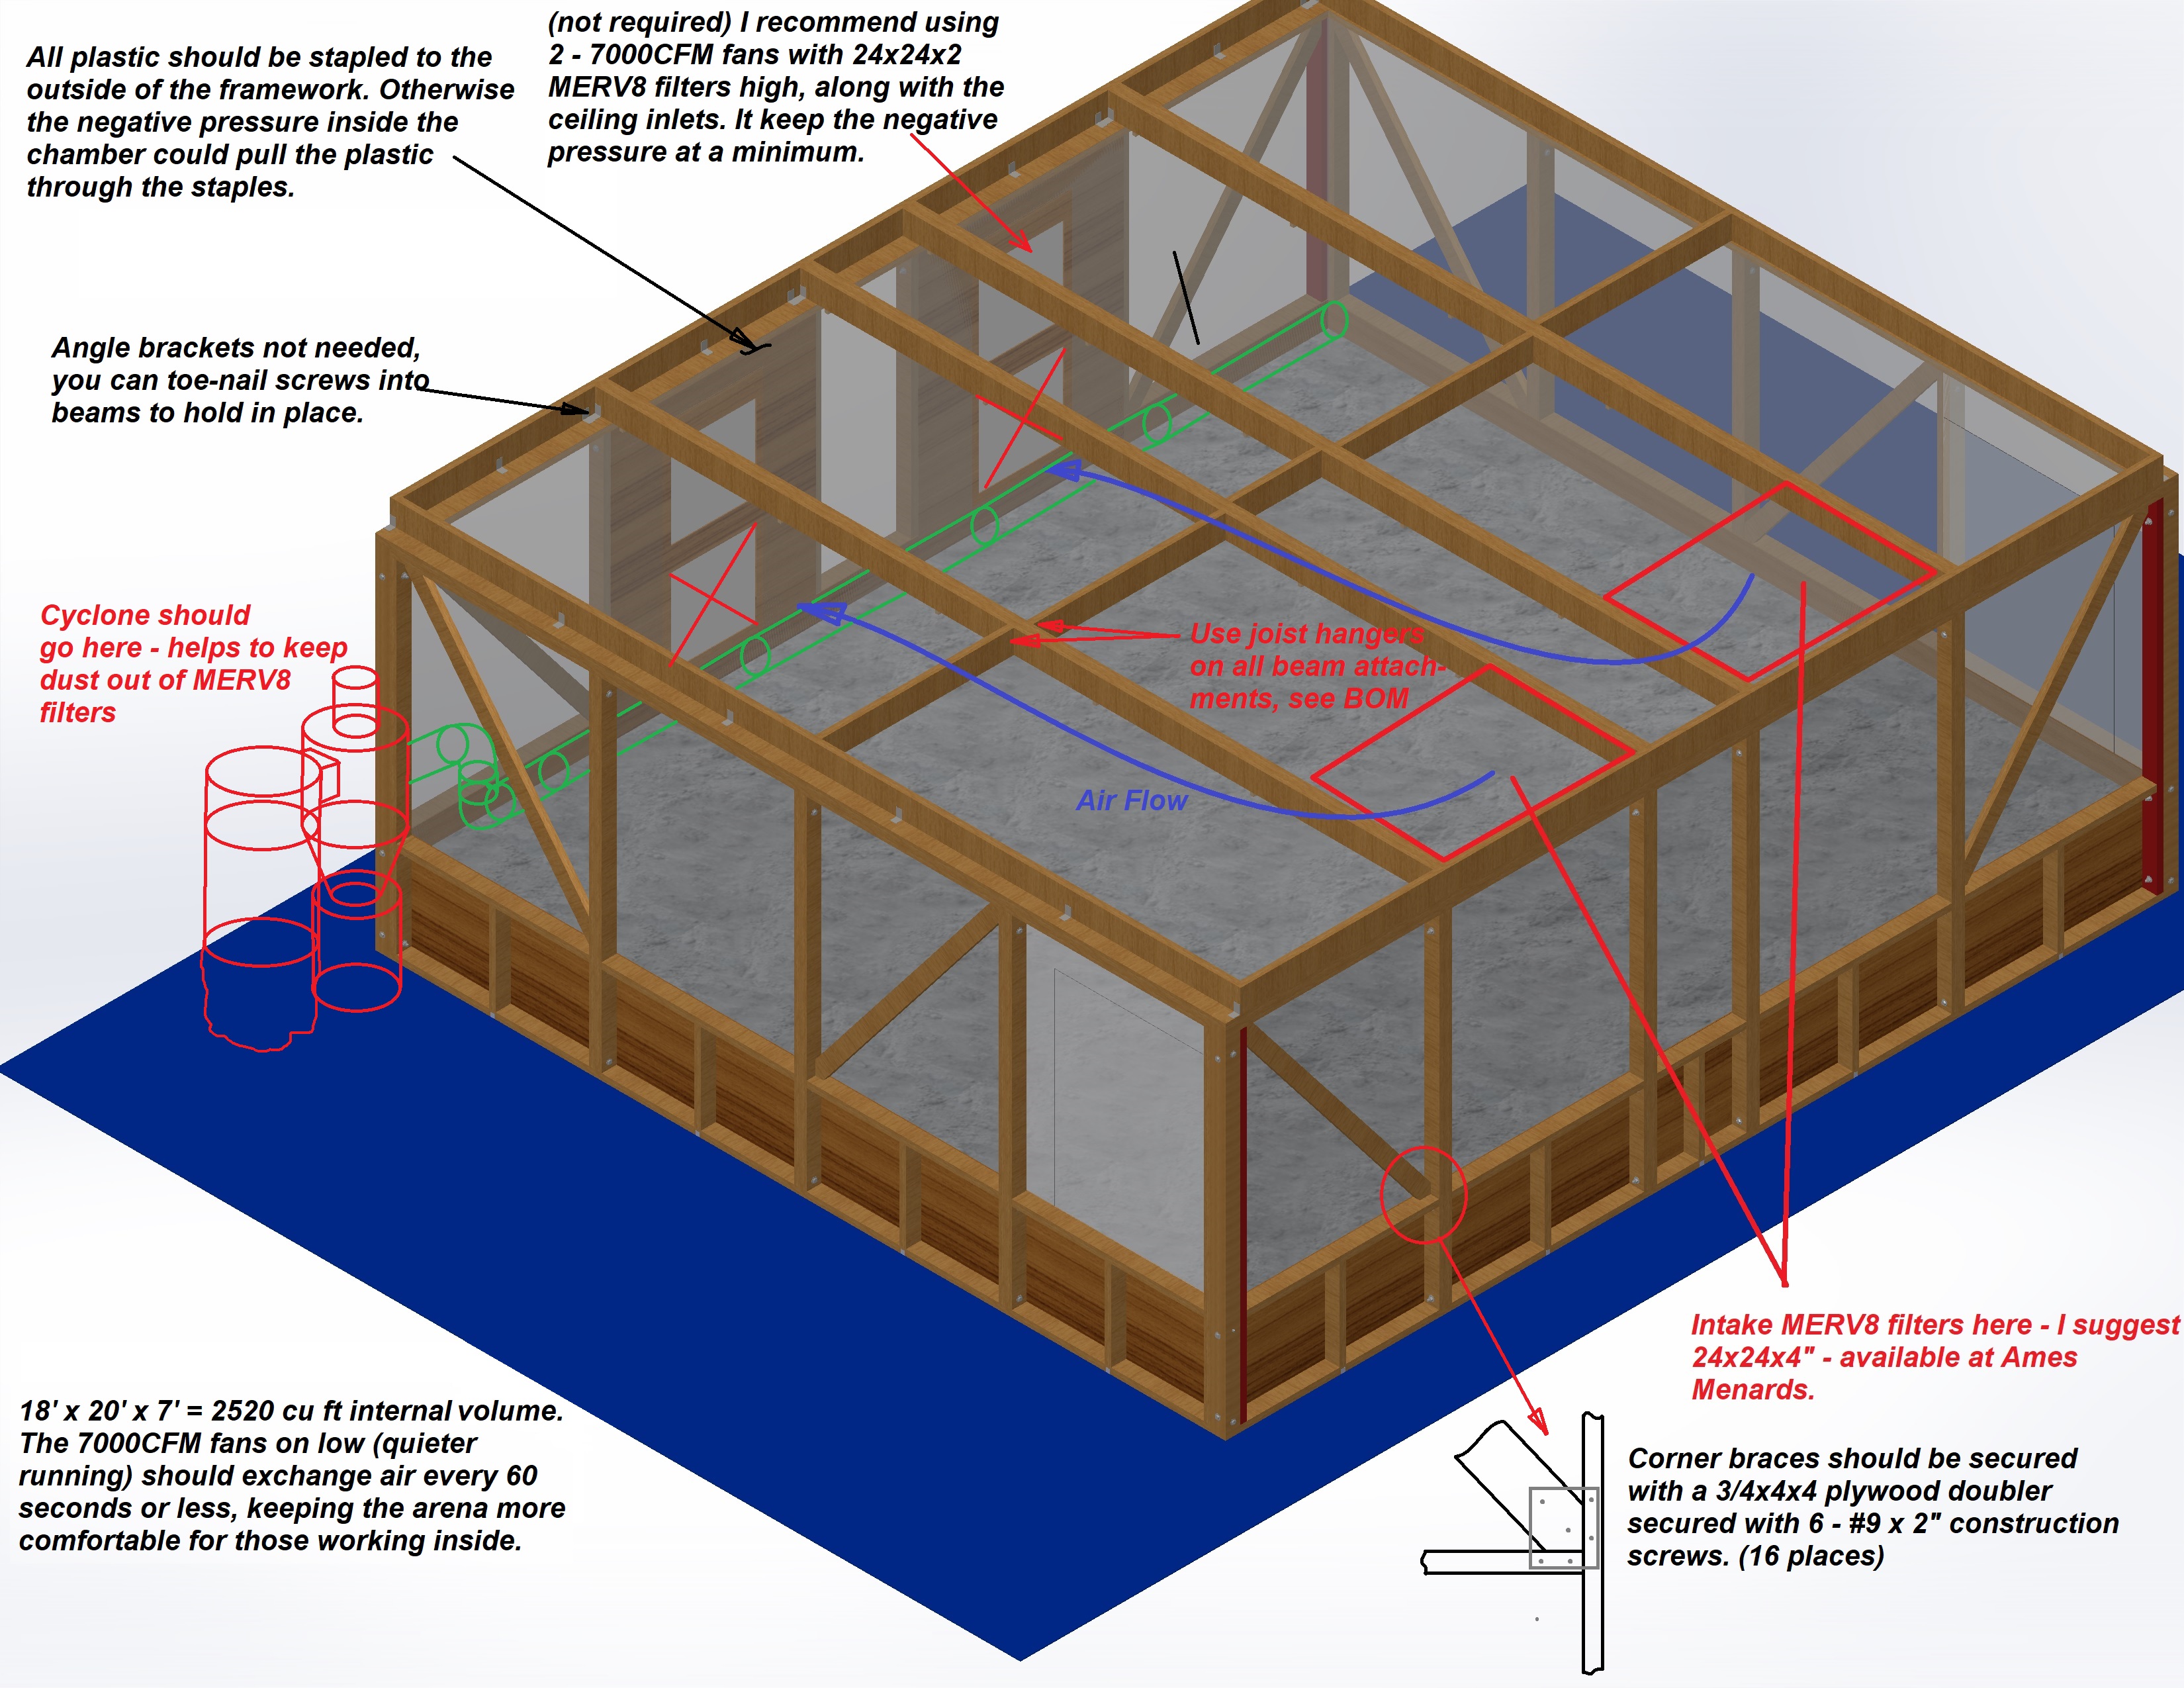 All plastic should be stapled to the
outside of the framework. Otherwise
the negative pressure inside the
chamber could pull the plastic
through the staples.
(not required) I recommend using
2 - 7000CFM fans with 24x24x2
MERV8 filters high, along with the
ceiling inlets. It keep the negative
pressure at a minimum.
Angle brackets not needed,
you can toe-nail screws into
beams to hold in place.
Cyclone should
go here - helps to keep
dust out of MERV8
filters
Use joist hangers
on all beam attach-
ments, see BOM
Air Flow
Intake MERV8 filters here - I suggest
24x24x4" - available at Ames
Menards.
18' x 20' x 7' = 2520 cu ft internal volume.
The 7000CFM fans on low (quieter
running) should exchange air every 60
seconds or less, keeping the arena more
comfortable for those working inside.
Corner braces should be secured
with a 3/4x4x4 plywood doubler
secured with 6 - #9 x 2" construction
screws. (16 places)